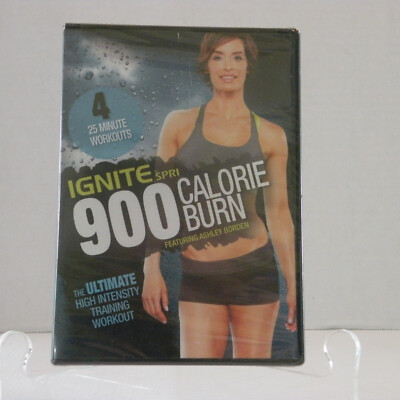 4
25 MINUTE
WORKOUTS
IGNITE SPRI
900 CALORIE
BURN
FEATURING ASHLEY BORDEN
THE ULTIMATE
HIGH INTENSITY
TRAINING
WORKOUT